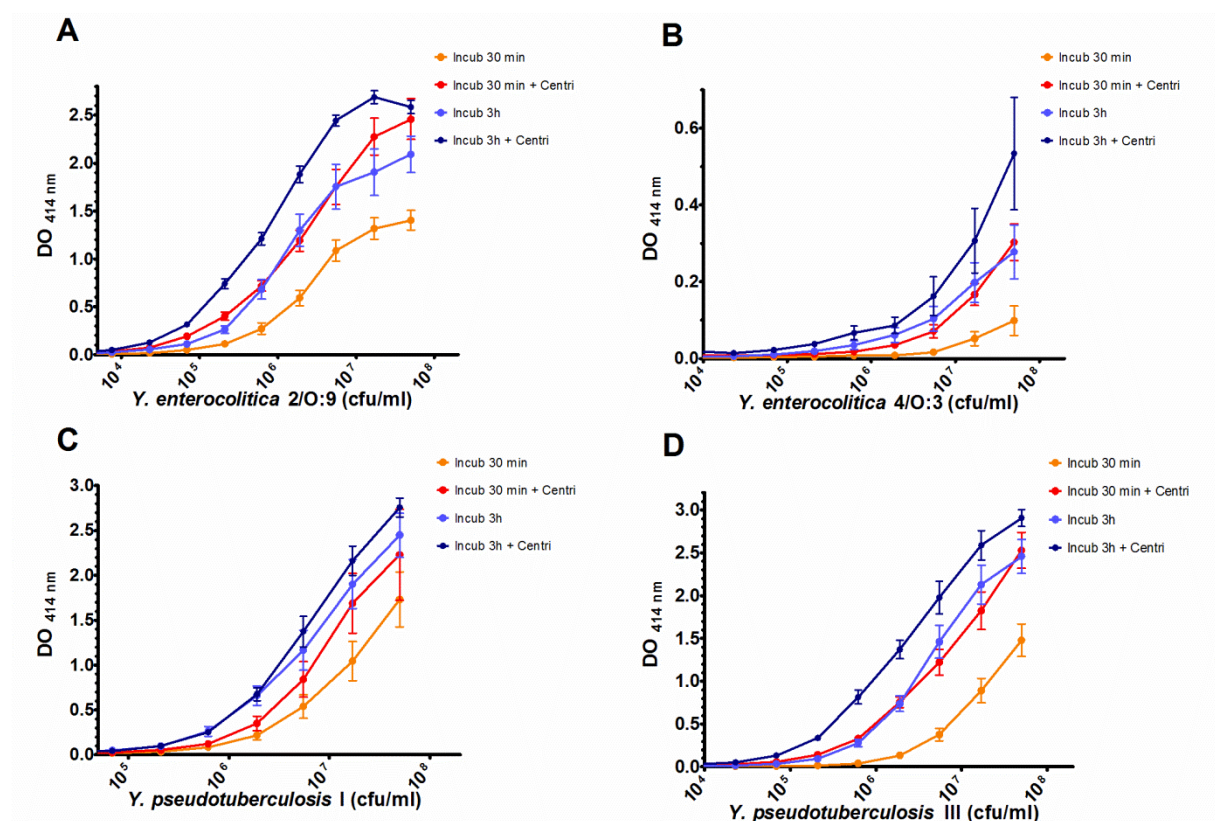 A
Incub 30 min
Incub 30 min + Centri
Incub 3h
Incub 3h + Centri
2.5
2.0
1.5
1.0
0.5
0.0
DO 414 nm
10^4
10^5
10^6
10^7
10^8
Y. enterocolitica 2/O:9 (cfu/ml)
B
Incub 30 min
Incub 30 min + Centri
Incub 3h
Incub 3h + Centri
0.6
0.4
0.2
0.0
DO 414 nm
10^4
10^5
10^6
10^7
10^8
Y. enterocolitica 4/O:3 (cfu/ml)
C
Incub 30 min
Incub 30 min + Centri
Incub 3h
Incub 3h + Centri
3.0
2.5
2.0
1.5
1.0
0.5
0.0
DO 414 nm
10^5
10^6
10^7
10^8
Y. pseudotuberculosis I (cfu/ml)
D
Incub 30 min
Incub 30 min + Centri
Incub 3h
Incub 3h + Centri
3.0
2.5
2.0
1.5
1.0
0.5
0.0
DO 414 nm
10^4
10^5
10^6
10^7
10^8
Y. pseudotuberculosis III (cfu/ml)